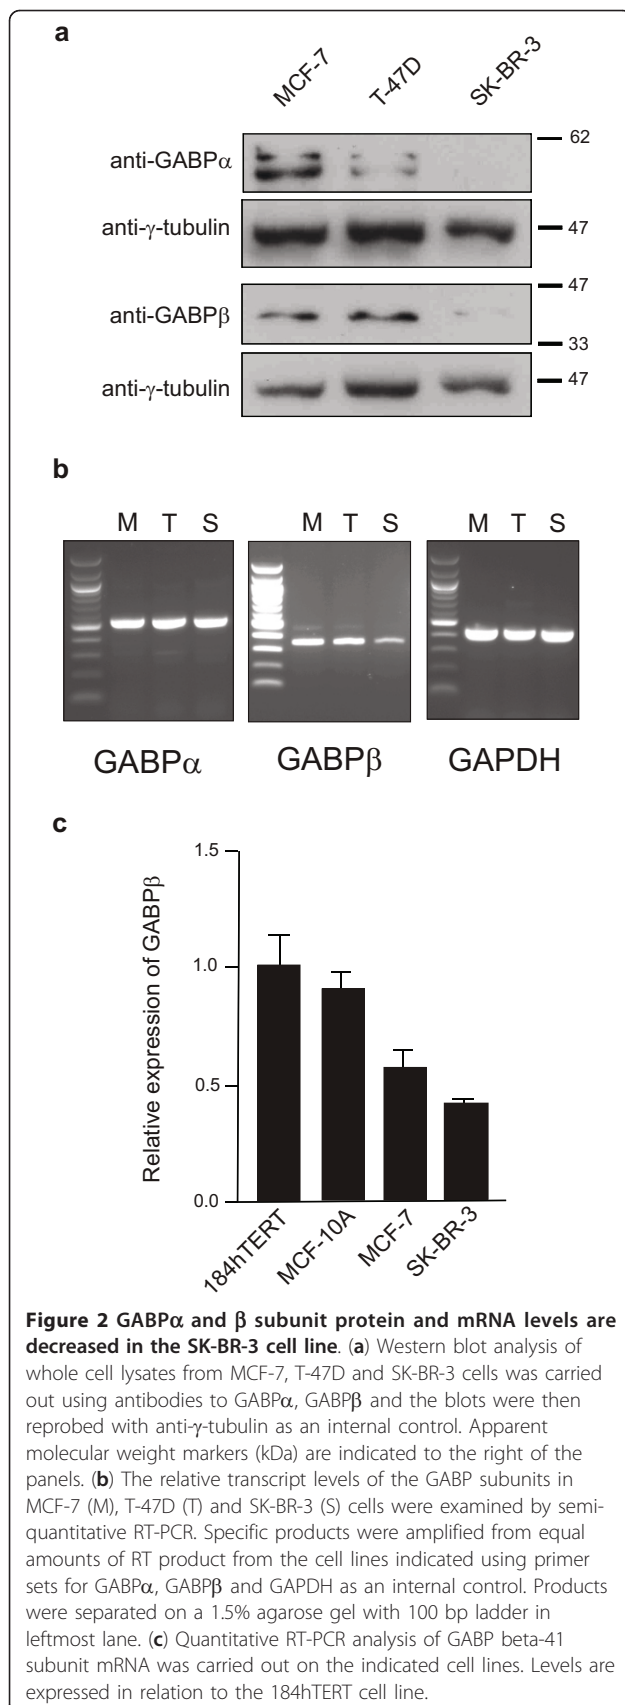 a
MCF-7 T-47D SK-BR-3
anti-GABPα 62
anti-γ-tubulin 47
47
anti-GABPβ
33
anti-γ-tubulin 47
b
M T S M T S M T S
GABPα GABPβ GAPDH
c
Relative expression of GABPβ
1.5
1.0
0.5
0.0
184hTERT MCF-10A MCF-7 SK-BR-3
Figure 2 GABPα and β subunit protein and mRNA levels are
decreased in the SK-BR-3 cell line. (a) Western blot analysis of
whole cell lysates from MCF-7, T-47D and SK-BR-3 cells was carried
out using antibodies to GABPα, GABPβ and the blots were then
reprobed with anti-γ-tubulin as an internal control. Apparent
molecular weight markers (kDa) are indicated to the right of the
panels. (b) The relative transcript levels of the GABP subunits in
MCF-7 (M), T-47D (T) and SK-BR-3 (S) cells were examined by semi-
quantitative RT-PCR. Specific products were amplified from equal
amounts of RT product from the cell lines indicated using primer
sets for GABPα, GABPβ and GAPDH as an internal control. Products
were separated on a 1.5% agarose gel with 100 bp ladder in
leftmost lane. (c) Quantitative RT-PCR analysis of GABP beta-41
subunit mRNA was carried out on the indicated cell lines. Levels are
expressed in relation to the 184hTERT cell line.